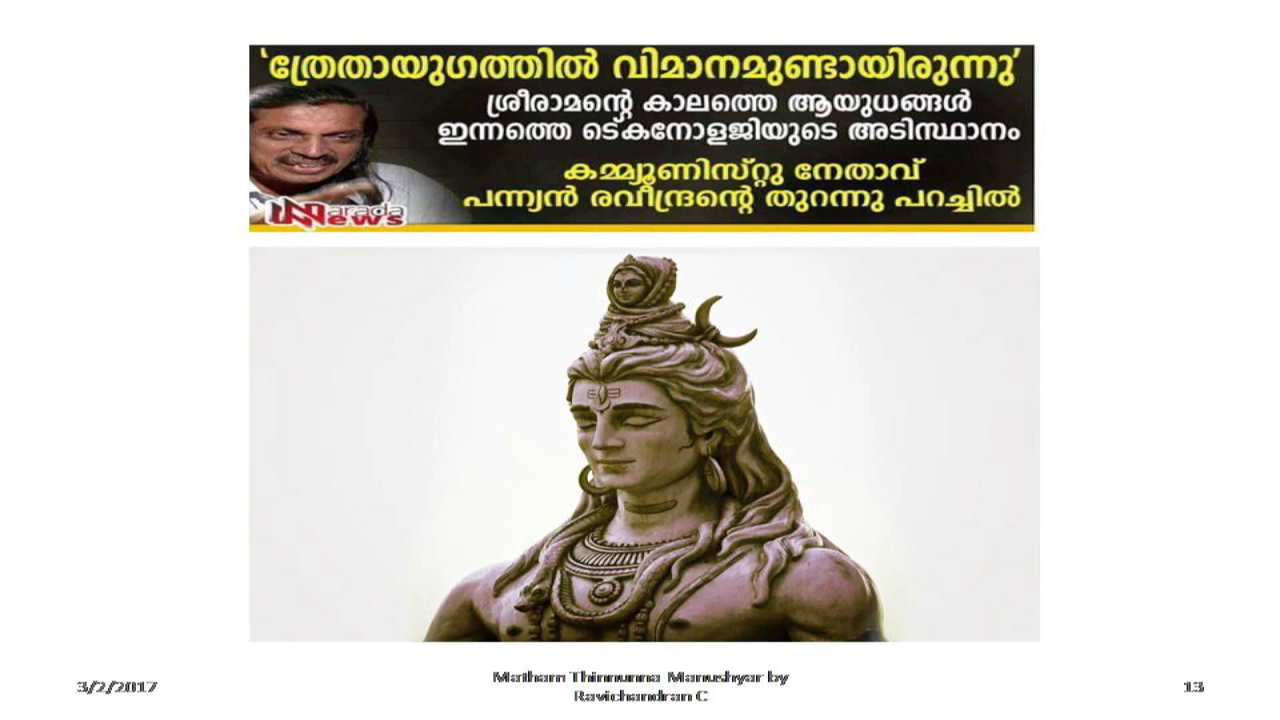 ‘ത്രേതായുഗത്തിൽ വിമാനമുണ്ടായിരുന്നു’
ശ്രീരാമന്റെ കാലത്തെ ആയുധങ്ങൾ
ഇന്നത്തെ ടെ്കനോളജിയുടെ അടിസ്ഥാനം
കമ്മ്യൂണിസ്റ്റു നേതാവ്
പന്ന്യൻ രവീന്ദ്രന്റെ തുറന്നു പറച്ചിൽ
Narada
News
3/2/2017
Matham Thinnunna Manushyar by
Ravichandran C
13